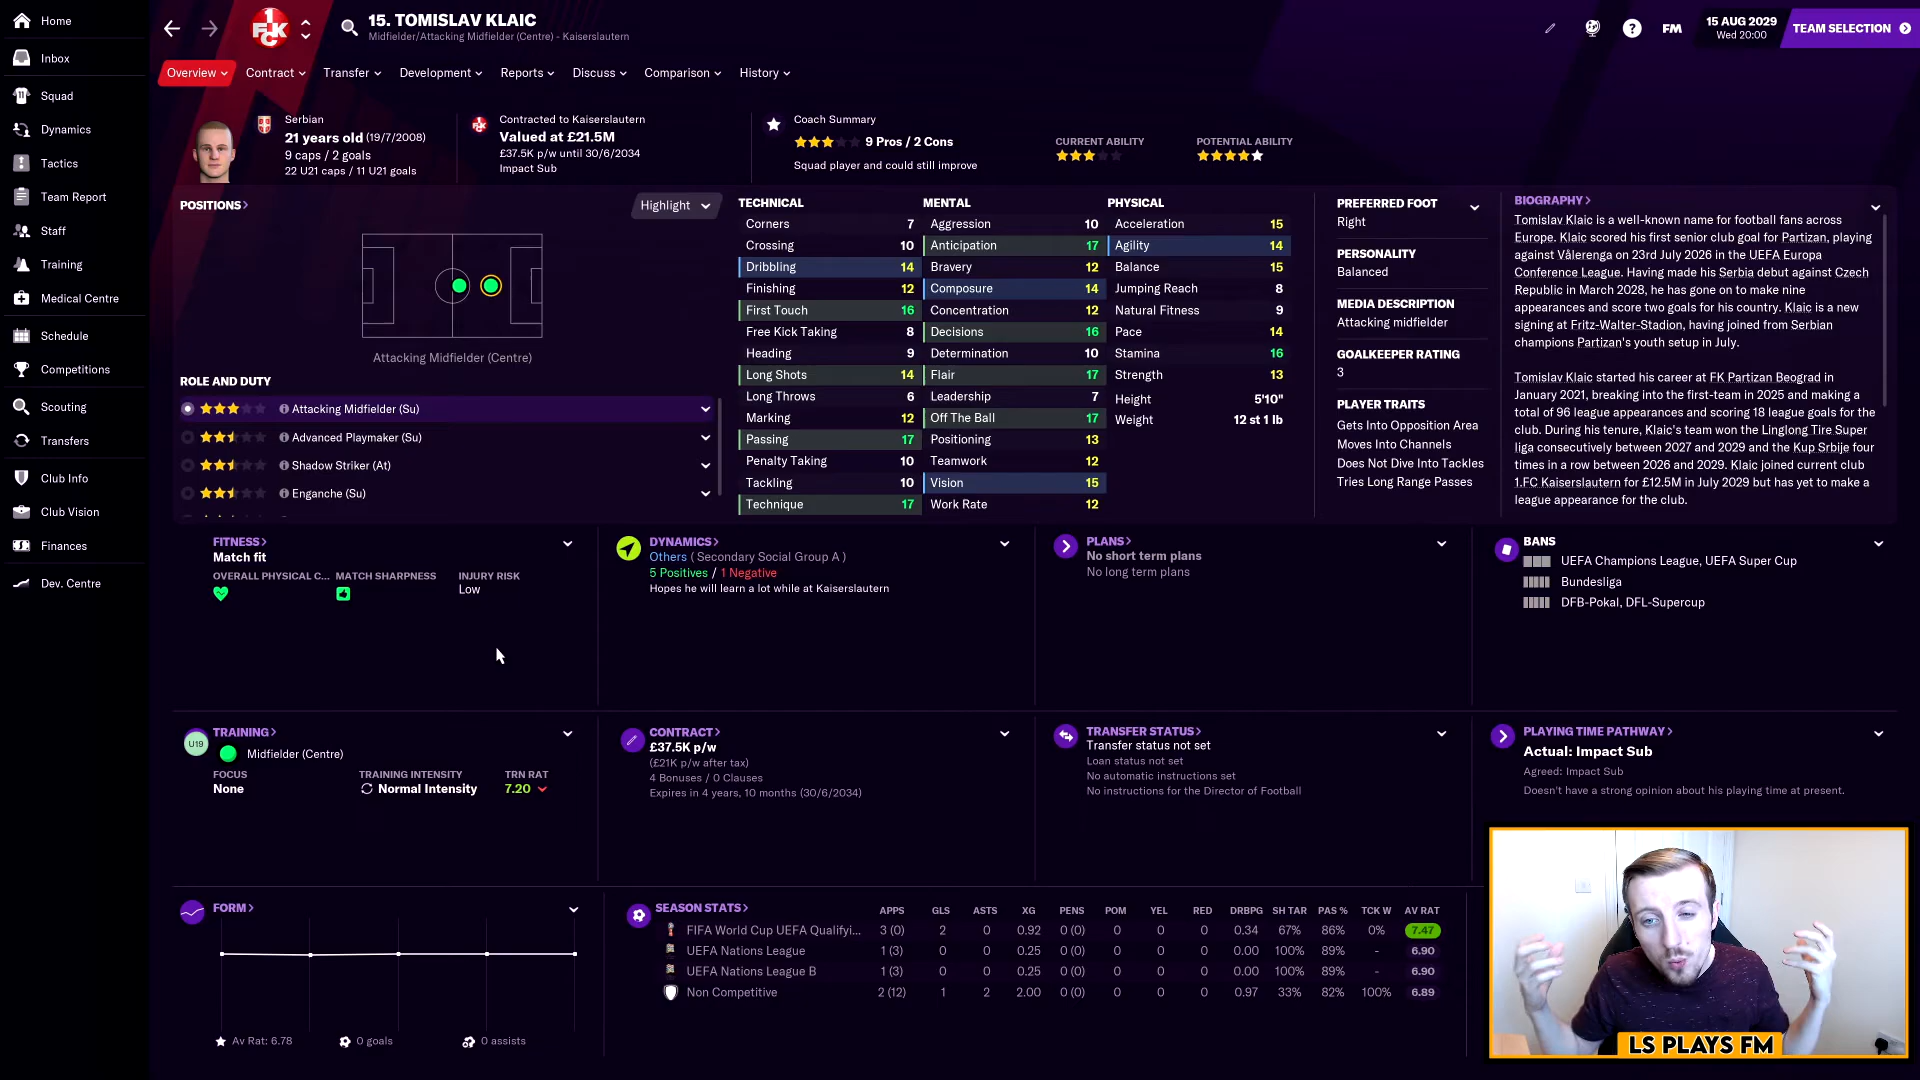 Home
Inbox
Squad
Dynamics
Tactics
Team Report
Staff
Training
Medical Centre
Schedule
Competitions
Scouting
Transfers
Club Info
Club Vision
Finances
Dev. Centre
15. TOMISLAV KLAIC
Midfielder/Attacking Midfielder (Centre) - Kaiserslautern
FM
15 AUG 2029
Wed 20:00
TEAM SELECTION
Overview Contract Transfer Development Reports Discuss Comparison History
Serbian
21 years old (19/7/2008)
9 caps / 2 goals
22 U21 caps / 11 U21 goals
Contracted to Kaiserslautern
Valued at £21.5M
£37.5K p/w until 30/6/2034
Impact Sub
Coach Summary
9 Pros / 2 Cons
Squad player and could still improve
CURRENT ABILITY
POTENTIAL ABILITY
POSITIONS>
Highlight
Attacking Midfielder (Centre)
ROLE AND DUTY
Attacking Midfielder (Su)
Advanced Playmaker (Su)
Shadow Striker (At)
Enganche (Su)
TECHNICAL
Corners 7
Crossing 10
Dribbling 14
Finishing 12
First Touch 16
Free Kick Taking 8
Heading 9
Long Shots 14
Long Throws 6
Marking 12
Passing 17
Penalty Taking 10
Tackling 10
Technique 17
MENTAL
Aggression 10
Anticipation 17
Bravery 12
Composure 14
Concentration 12
Decisions 16
Determination 10
Flair 17
Leadership 7
Off The Ball 17
Positioning 13
Teamwork 12
Vision 15
Work Rate 12
PHYSICAL
Acceleration 15
Agility 14
Balance 15
Jumping Reach 8
Natural Fitness 9
Pace 14
Stamina 16
Strength 13
Height 5'10"
Weight 12 st 1 lb
PREFERRED FOOT
Right
PERSONALITY
Balanced
MEDIA DESCRIPTION
Attacking midfielder
GOALKEEPER RATING
3
PLAYER TRAITS
Gets Into Opposition Area
Moves Into Channels
Does Not Dive Into Tackles
Tries Long Range Passes
BIOGRAPHY>
Tomislav Klaic is a well-known name for football fans across
Europe. Klaic scored his first senior club goal for Partizan, playing
against Vålerenga on 23rd July 2026 in the UEFA Europa
Conference League. Having made his Serbia debut against Czech
Republic in March 2028, he has gone on to make nine
appearances and score two goals for his country. Klaic is a new
signing at Fritz-Walter-Stadion, having joined from Serbian
champions Partizan's youth setup in July.
Tomislav Klaic started his career at FK Partizan Beograd in
January 2021, breaking into the first-team in 2025 and making a
total of 96 league appearances and scoring 18 league goals for the
club. During his tenure, Klaic's team won the Linglong Tire Super
liga consecutively between 2027 and 2029 and the Kup Srbije four
times in a row between 2026 and 2029. Klaic joined current club
1.FC Kaiserslautern for £12.5M in July 2029 but has yet to make a
league appearance for the club.
FITNESS>
Match fit
OVERALL PHYSICAL C... MATCH SHARPNESS INJURY RISK
Low
DYNAMICS>
Others ( Secondary Social Group A )
5 Positives / 1 Negative
Hopes he will learn a lot while at Kaiserslautern
PLANS>
No short term plans
No long term plans
BANS
UEFA Champions League, UEFA Super Cup
Bundesliga
DFB-Pokal, DFL-Supercup
U19
TRAINING>
Midfielder (Centre)
FOCUS TRAINING INTENSITY TRN RAT
None Normal Intensity 7.20
CONTRACT>
£37.5K p/w
(£21K p/w after tax)
4 Bonuses / 0 Clauses
Expires in 4 years, 10 months (30/6/2034)
TRANSFER STATUS>
Transfer status not set
Loan status not set
No automatic instructions set
No instructions for the Director of Football
PLAYING TIME PATHWAY>
Actual: Impact Sub
Agreed: Impact Sub
Doesn't have a strong opinion about his playing time at present.
FORM>
Av Rat: 6.78 0 goals 0 assists
SEASON STATS> APPS GLS ASTS XG PENS POM YEL RED DRBPG SH TAR PAS % TCK W AV RAT
FIFA World Cup UEFA Qualifyi... 3 (0) 2 0 0.92 0 (0) 0 0 0 0.34 67% 86% 0% 7.47
UEFA Nations League 1 (3) 0 0 0.25 0 (0) 0 0 0 0.00 100% 89% - 6.90
UEFA Nations League B 1 (3) 0 0 0.25 0 (0) 0 0 0 0.00 100% 89% - 6.90
Non Competitive 2 (12) 1 2 2.00 0 (0) 0 0 0 0.97 33% 82% 100% 6.89
LS PLAYS FM